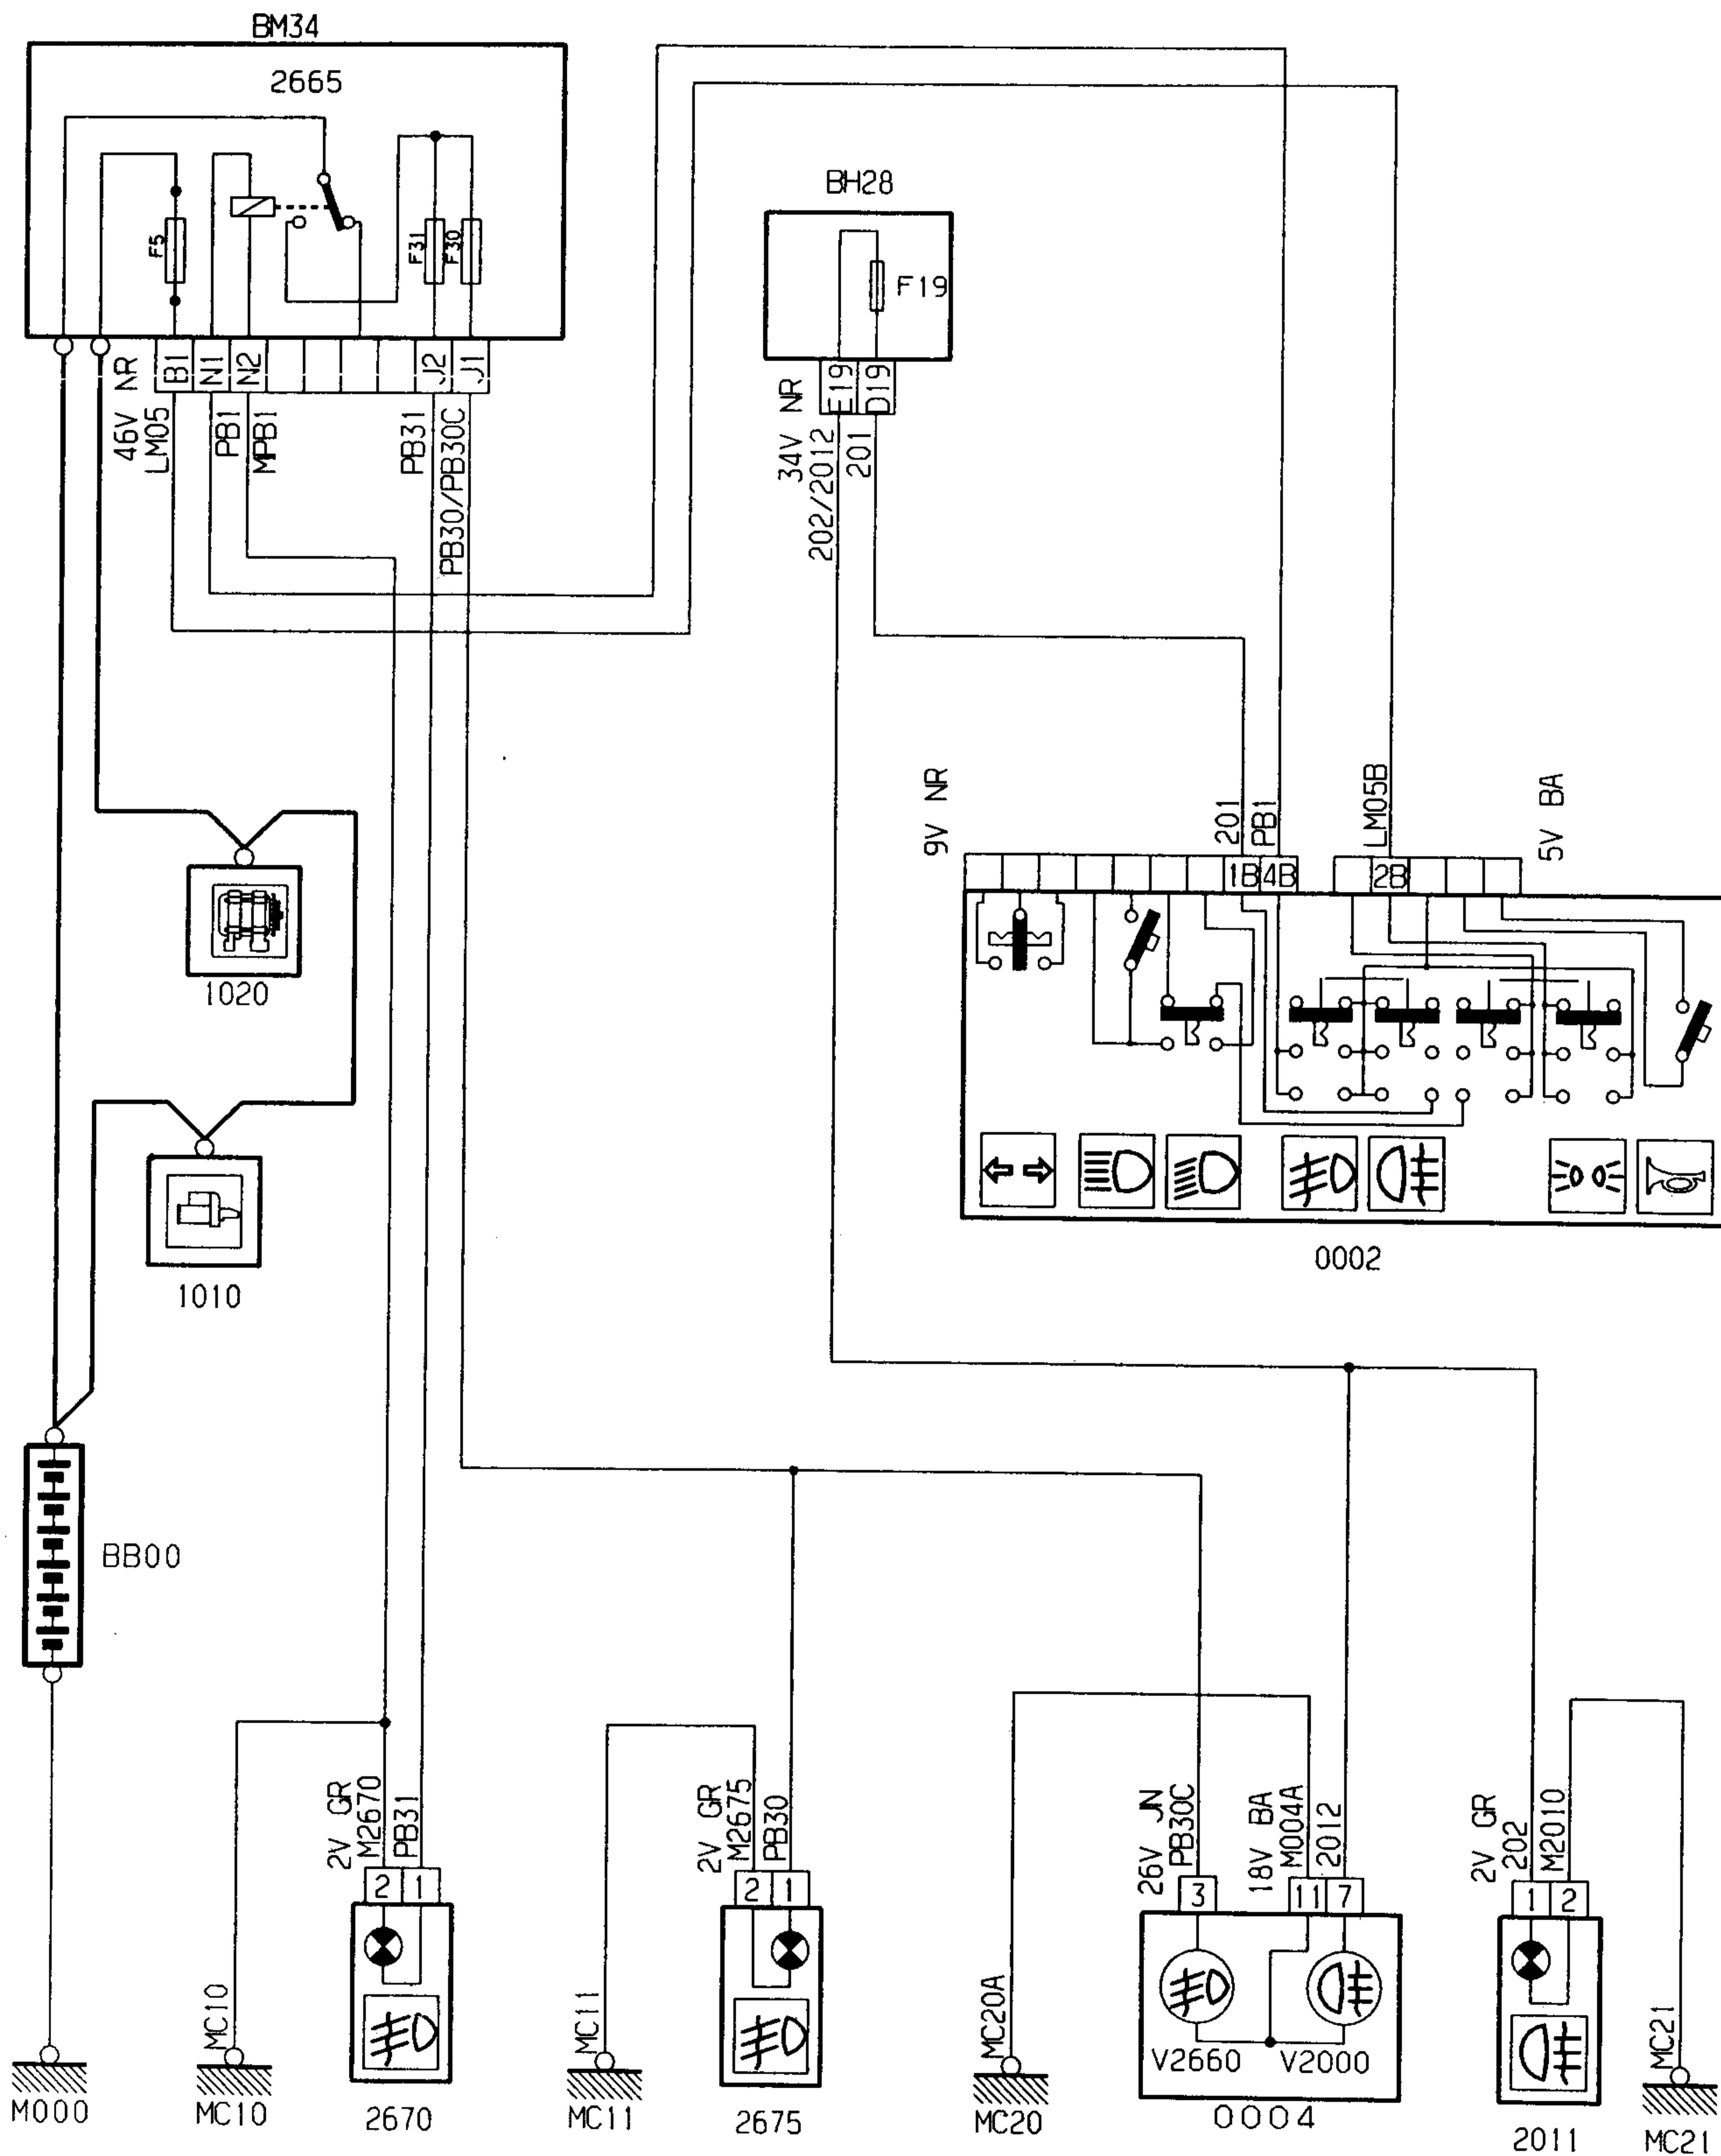 BM34
2665
F5
F31
F30
46V NR
B1
N1
N2
J2
J1
LM05
PB1
MPB1
PB31
PB30/PB30C
BH28
F19
34V NR
E19
D19
202/2012
201
9V NR
201
PB1
LM05B
5V BA
1B
4B
2B
0002
1020
1010
BB00
2V GR
M2670
PB31
2
1
2V GR
M2675
PB30
2
1
26V JN
PB30C
3
18V BA
M004A
2012
11
7
2V GR
202
M2010
1
2
V2660
V2000
MC10
MC11
MC20A
MC21
M000
MC10
2670
MC11
2675
MC20
0004
2011
MC21